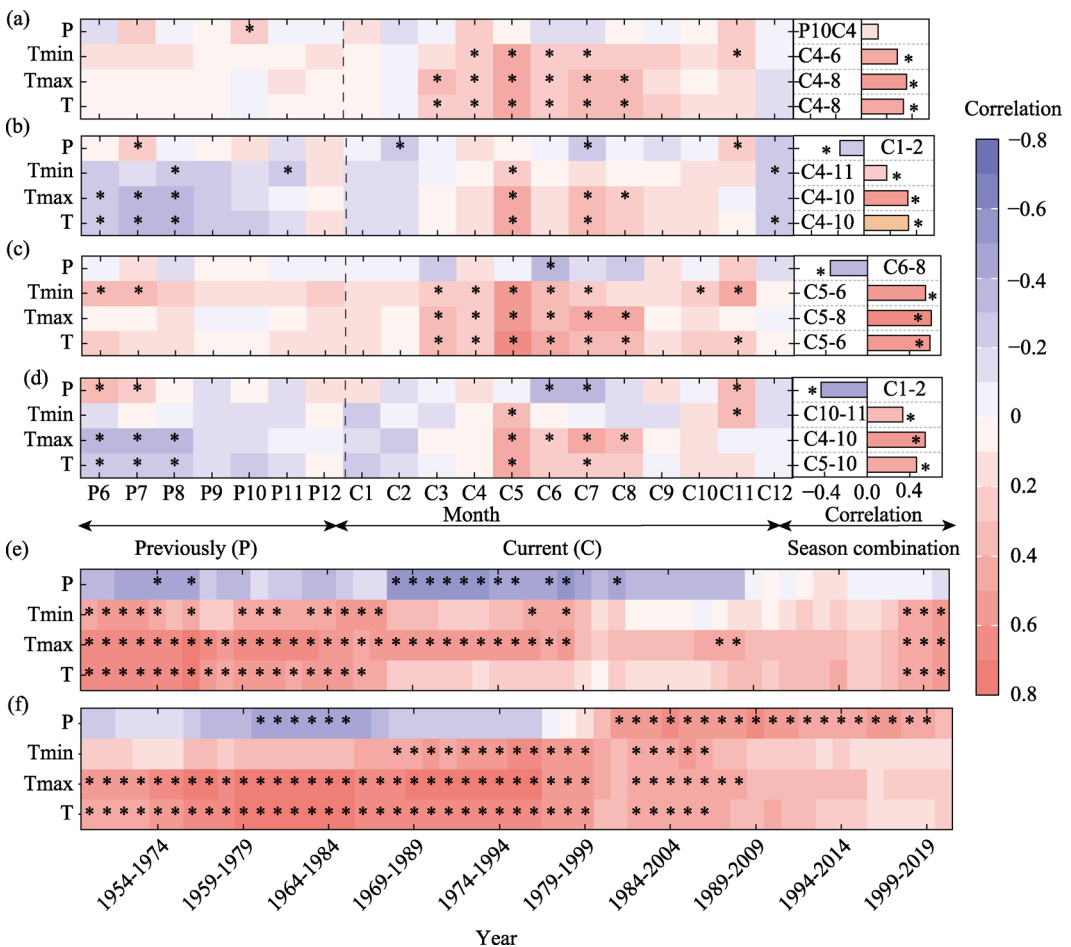 (a)
P
*
P10C4
Tmin
* * * * *
C4-6
*
Tmax
* * * * * *
C4-8
*
T
* * * * * *
C4-8
*
Correlation
(b)
P
* * * *
*
C1-2
Tmin
* * * *
C4-11
*
Tmax
* * * * * *
C4-10
*
T
* * * * * *
C4-10
*
(c)
P
*
*
C6-8
Tmin
* * * * * * * * *
C5-6
*
Tmax
* * * * * *
C5-8
*
T
* * * * * * *
C5-6
*
(d)
P
* * * * *
*
C1-2
Tmin
* *
C10-11
*
Tmax
* * * * * * *
C4-10
*
T
* * * * *
C5-10
*
P6 P7 P8 P9 P10 P11 P12 C1 C2 C3 C4 C5 C6 C7 C8 C9 C10 C11 C12
−0.4 0.0 0.4
Month
Correlation
Previously (P)
Current (C)
Season combination
−0.8
−0.6
−0.4
−0.2
0
0.2
0.4
0.6
0.8
(e)
P
* * * * * * * * * * * * * 
Tmin
* * * * * * * * * * * * * * * * * * * *
Tmax
* * * * * * * * * * * * * * * * * * * * * * * * * * * * * * * * * *
T
* * * * * * * * * * * * * * * * * * * *
(f)
P
* * * * * * * * * * * * * * * * * * * * * * * * *
Tmin
* * * * * * * * * * * * * * * * *
Tmax
* * * * * * * * * * * * * * * * * * * * * * * * * * * * * * * * * * * * *
T
* * * * * * * * * * * * * * * * * * * * * * * * * * * * * * * * * * *
1954-1974
1959-1979
1964-1984
1969-1989
1974-1994
1979-1999
1984-2004
1989-2009
1994-2014
1999-2019
Year